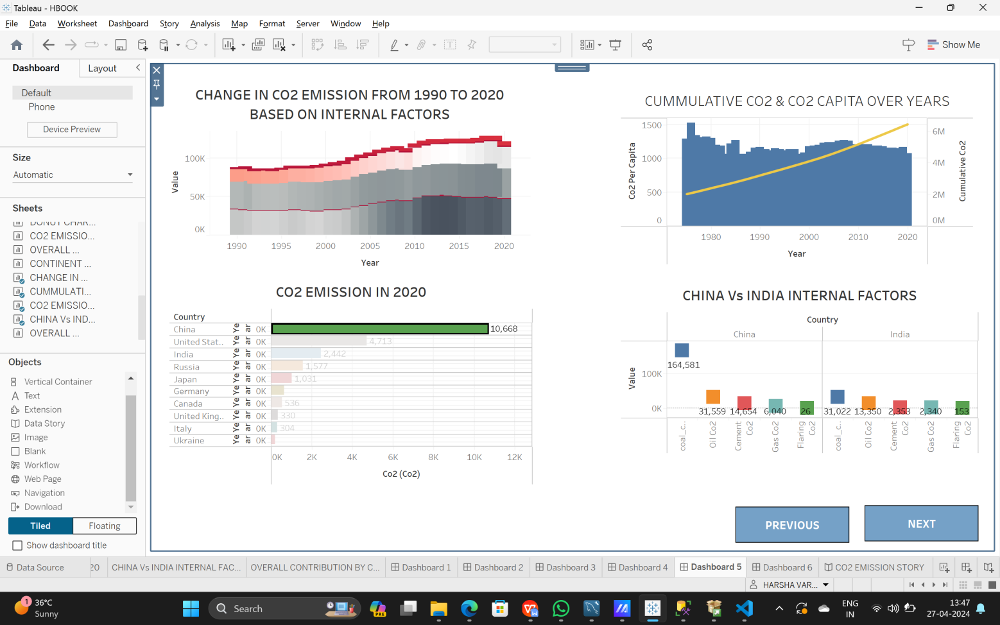 Tableau - HBOOK
File Data Worksheet Dashboard Story Analysis Map Format Server Window Help
Show Me
Dashboard Layout
Default
Phone
Device Preview
Size
Automatic
Sheets
CO2 EMISSIO...
OVERALL ...
CONTINENT ...
CHANGE IN ...
CUMMULATI...
CO2 EMISSIO...
CHINA Vs IND...
OVERALL ...
Objects
Vertical Container
Text
Extension
Data Story
Image
Blank
Workflow
Web Page
Navigation
Download
Tiled Floating
Show dashboard title
CHANGE IN CO2 EMISSION FROM 1990 TO 2020
BASED ON INTERNAL FACTORS
Value
100K
50K
0K
1990 1995 2000 2005 2010 2015 2020
Year
CUMMULATIVE CO2 & CO2 CAPITA OVER YEARS
Co2 Per Capita
1500
1000
500
0
6M
4M
2M
0M
Cumulative Co2
1980 1990 2000 2010 2020
Year
CO2 EMISSION IN 2020
Country
China Ye ar 0K 10,668
United Stat.. Ye ar 0K 4,713
India Ye ar 0K 2,442
Russia Ye ar 0K 1,577
Japan Ye ar 0K 1,031
Germany Ye ar 0K
Canada Ye ar 0K 536
United King.. Ye ar 0K 330
Italy Ye ar 0K 304
Ukraine Ye ar 0K
0K 2K 4K 6K 8K 10K 12K
Co2 (Co2)
CHINA Vs INDIA INTERNAL FACTORS
Country
China India
Value
100K
0K
164,581
31,559 14,654 6,040 26 31,022 13,350 2,353 2,340 153
coal_c.. Oil Co2 Cement Co2 Gas Co2 Flaring Co2 coal_c.. Oil Co2 Cement Co2 Gas Co2 Flaring Co2
PREVIOUS NEXT
Data Source 20 CHINA Vs INDIA INTERNAL FAC... OVERALL CONTRIBUTION BY C... Dashboard 1 Dashboard 2 Dashboard 3 Dashboard 4 Dashboard 5 Dashboard 6 CO2 EMISSION STORY
HARSHA VAR...
1 36°C
Sunny
Search
PRE
ENG
IN
13:47
27-04-2024